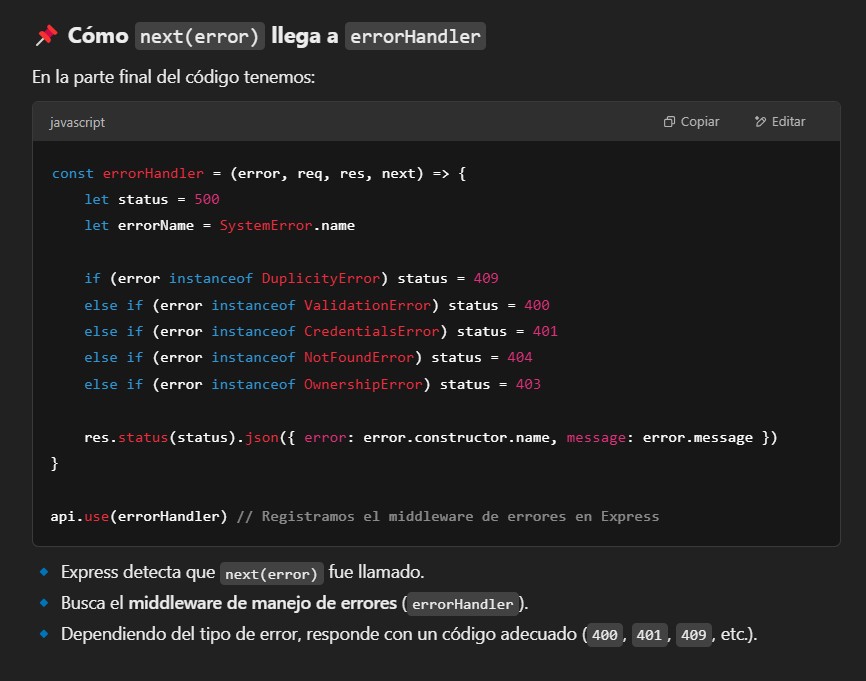 📌 Cómo next(error) llega a errorHandler
En la parte final del código tenemos:
javascript
Copiar
Editar
const errorHandler = (error, req, res, next) => {
    let status = 500
    let errorName = SystemError.name

    if (error instanceof DuplicityError) status = 409
    else if (error instanceof ValidationError) status = 400
    else if (error instanceof CredentialsError) status = 401
    else if (error instanceof NotFoundError) status = 404
    else if (error instanceof OwnershipError) status = 403

    res.status(status).json({ error: error.constructor.name, message: error.message })
}

api.use(errorHandler) // Registramos el middleware de errores en Express
🔹 Express detecta que next(error) fue llamado.
🔹 Busca el middleware de manejo de errores (errorHandler).
🔹 Dependiendo del tipo de error, responde con un código adecuado (400, 401, 409, etc.).